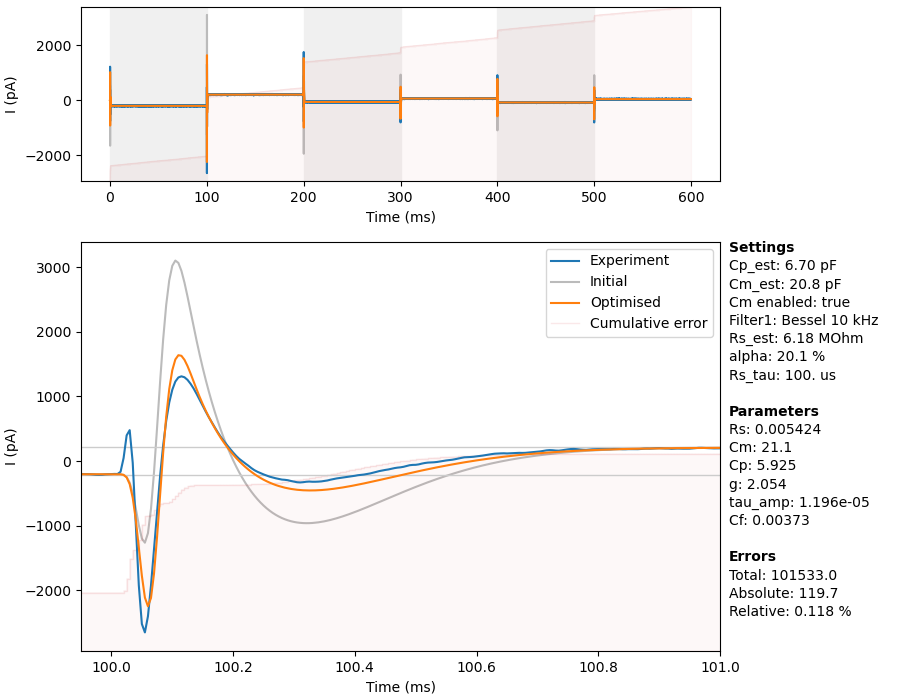 2000
0
−2000
I (pA)
0 100 200 300 400 500 600
Time (ms)
3000
2000
1000
0
−1000
−2000
I (pA)
100.0 100.2 100.4 100.6 100.8 101.0
Time (ms)
Experiment
Initial
Optimised
Cumulative error
Settings
Cp_est: 6.70 pF
Cm_est: 20.8 pF
Cm enabled: true
Filter1: Bessel 10 kHz
Rs_est: 6.18 MOhm
alpha: 20.1 %
Rs_tau: 100. us
Parameters
Rs: 0.005424
Cm: 21.1
Cp: 5.925
g: 2.054
tau_amp: 1.196e-05
Cf: 0.00373
Errors
Total: 101533.0
Absolute: 119.7
Relative: 0.118 %